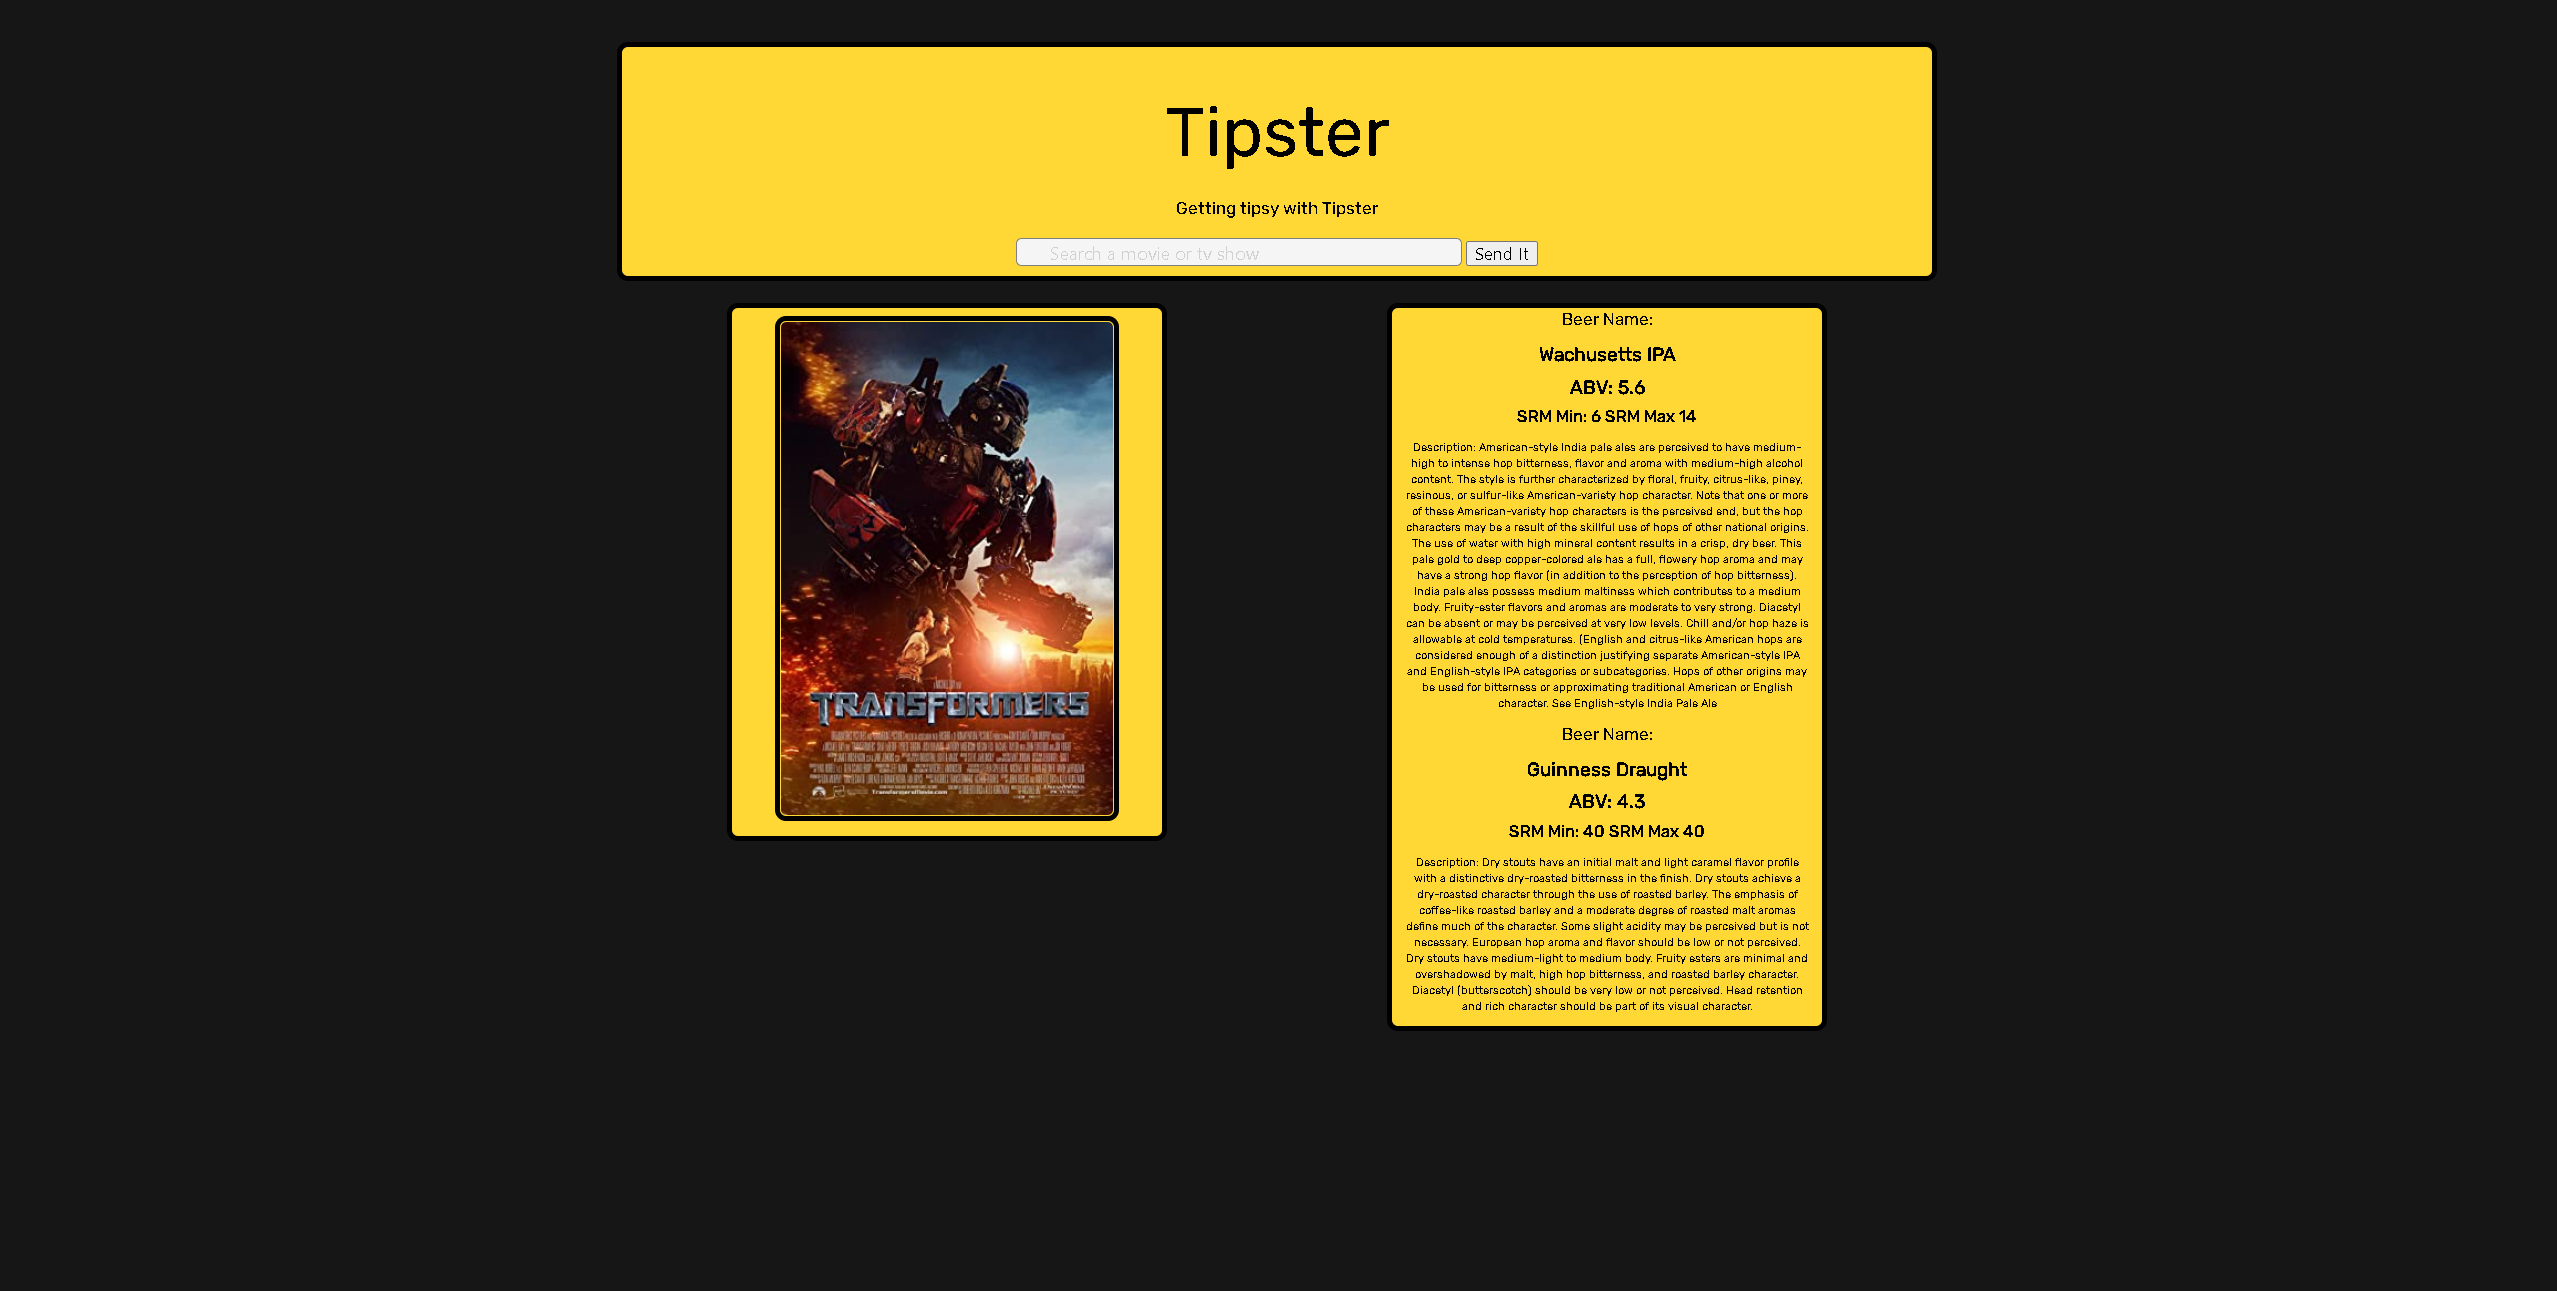 Tipster
Getting tipsy with Tipster
Search a movie or tv show
Send It
TRANSFORMERS
TransformersMovie.com
Beer Name:
Wachusetts IPA
ABV: 5.6
SRM Min: 6 SRM Max 14
Description: American-style India pale ales are perceived to have medium-
high to intense hop bitterness, flavor and aroma with medium-high alcohol
content. The style is further characterized by floral, fruity, citrus-like, piney,
resinous, or sulfur-like American-variety hop character. Note that one or more
of these American-variety hop characters is the perceived end, but the hop
characters may be a result of the skillful use of hops of other national origins.
The use of water with high mineral content results in a crisp, dry beer. This
pale gold to deep copper-colored ale has a full, flowery hop aroma and may
have a strong hop flavor (in addition to the perception of hop bitterness).
India pale ales possess medium maltiness which contributes to a medium
body. Fruity-ester flavors and aromas are moderate to very strong. Diacetyl
can be absent or may be perceived at very low levels. Chill and/or hop haze is
allowable at cold temperatures. (English and citrus-like American hops are
considered enough of a distinction justifying separate American-style IPA
and English-style IPA categories or subcategories. Hops of other origins may
be used for bitterness or approximating traditional American or English
character. See English-style India Pale Ale
Beer Name:
Guinness Draught
ABV: 4.3
SRM Min: 40 SRM Max 40
Description: Dry stouts have an initial malt and light caramel flavor profile
with a distinctive dry-roasted bitterness in the finish. Dry stouts achieve a
dry-roasted character through the use of roasted barley. The emphasis of
coffee-like roasted barley and a moderate degree of roasted malt aromas
define much of the character. Some slight acidity may be perceived but is not
necessary. European hop aroma and flavor should be low or not perceived.
Dry stouts have medium-light to medium body. Fruity esters are minimal and
overshadowed by malt, high hop bitterness, and roasted barley character.
Diacetyl (butterscotch) should be very low or not perceived. Head retention
and rich character should be part of its visual character.